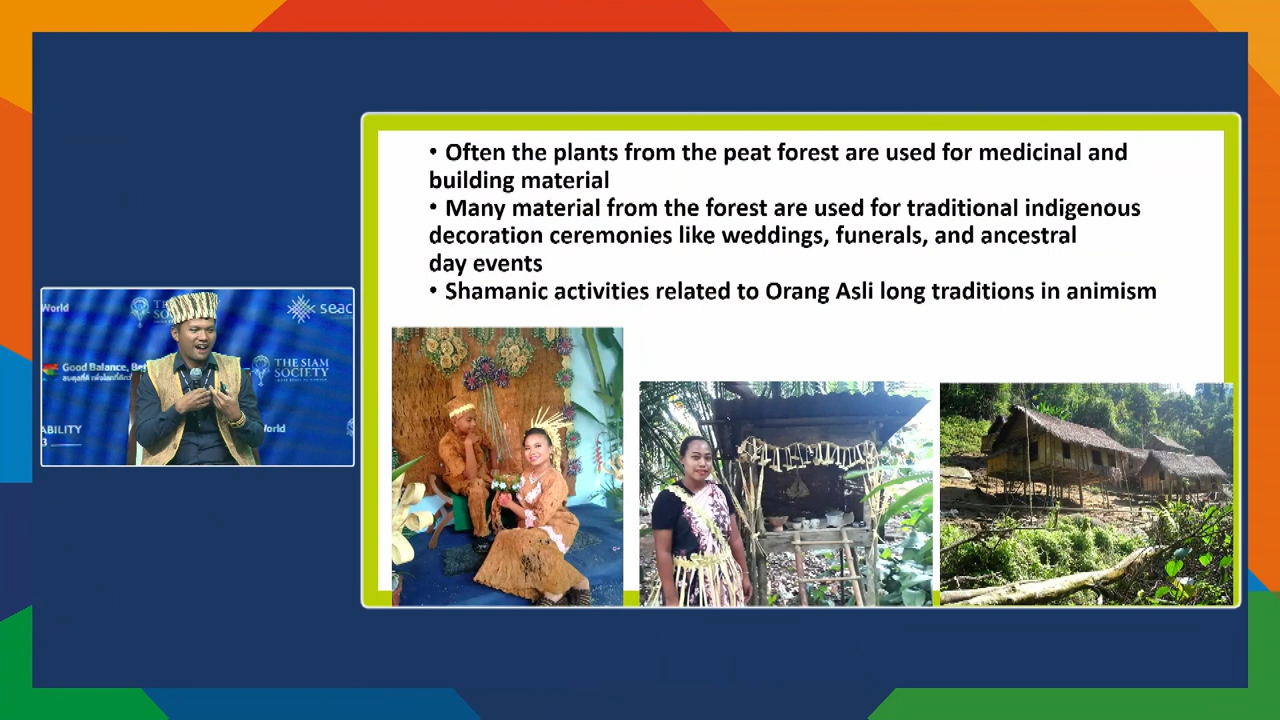 • Often the plants from the peat forest are used for medicinal and
building material
• Many material from the forest are used for traditional indigenous
decoration ceremonies like weddings, funerals, and ancestral
day events
• Shamanic activities related to Orang Asli long traditions in animism
World
seac
Good Balance,
THE SIAM
SOCIETY
ABILITY
World